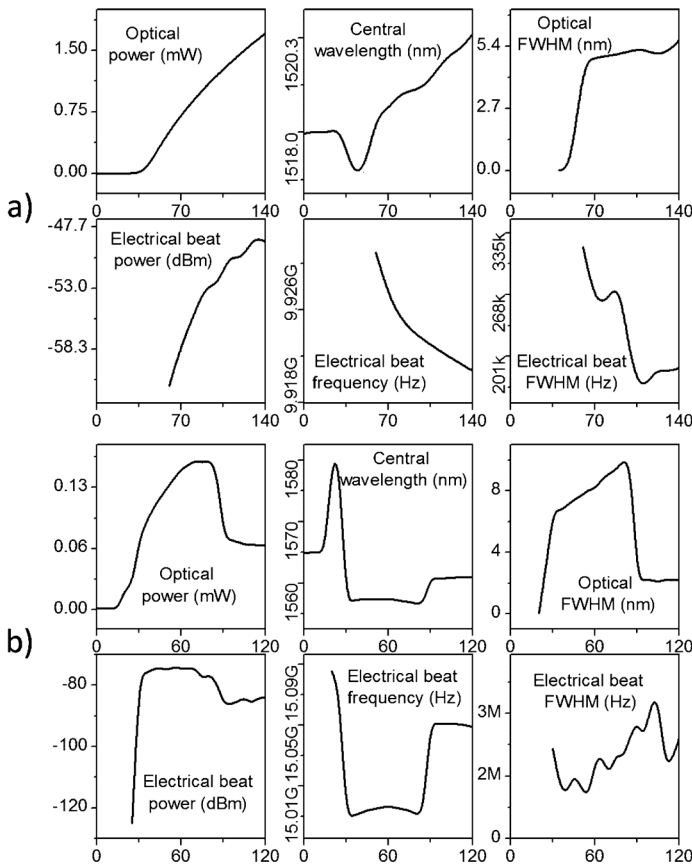 a)
Optical
power (mW)
1.50
0.75
0.00
0 70 140
Central
wavelength (nm)
1520.3
1518.0
0 70 140
Optical
FWHM (nm)
5.4
2.7
0.0
0 70 140
Electrical beat
power (dBm)
-47.7
-53.0
-58.3
0 70 140
Electrical beat
frequency (Hz)
9.926G
9.918G
0 70 140
Electrical beat
FWHM (Hz)
335k
268k
201k
0 70 140
b)
Optical
power (mW)
0.13
0.06
0.00
0 60 120
Central
wavelength (nm)
1580
1570
1560
0 60 120
Optical
FWHM (nm)
8
4
0
0 60 120
Electrical beat
power (dBm)
-80
-100
-120
0 60 120
Electrical beat
frequency (Hz)
15.09G
15.05G
15.01G
0 60 120
Electrical beat
FWHM (Hz)
3M
2M
0
0 60 120